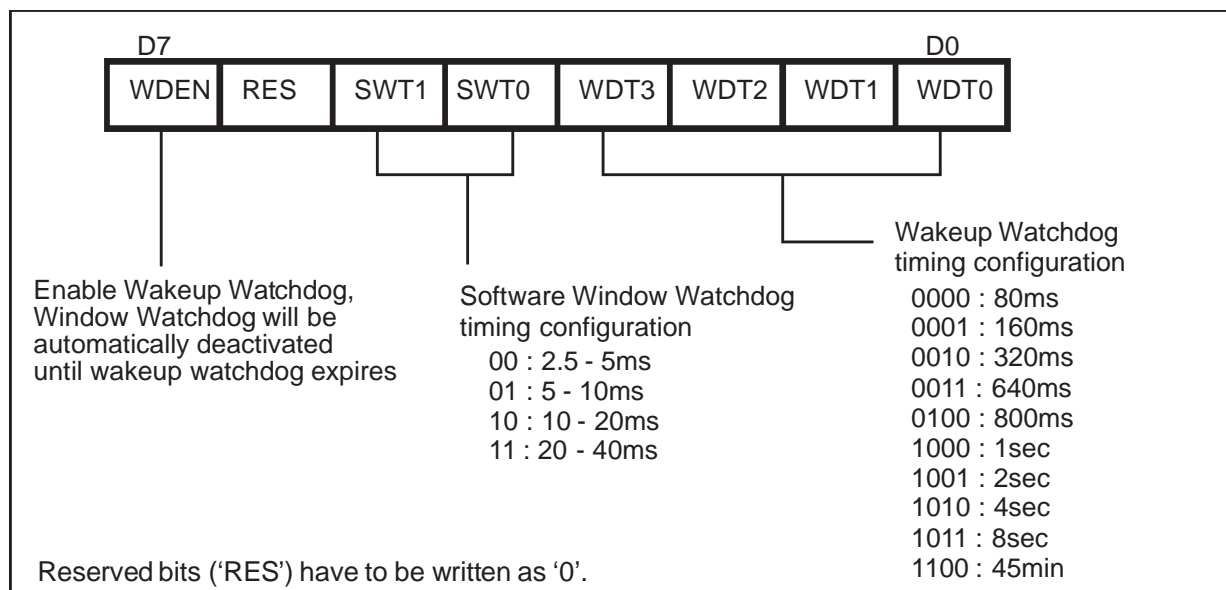 D7 D0
WDEN RES SWT1 SWT0 WDT3 WDT2 WDT1 WDT0
Enable Wakeup Watchdog,
Window Watchdog will be
automatically deactivated
until wakeup watchdog expires
Software Window Watchdog
timing configuration
00 : 2.5 - 5ms
01 : 5 - 10ms
10 : 10 - 20ms
11 : 20 - 40ms
Wakeup Watchdog
timing configuration
0000 : 80ms
0001 : 160ms
0010 : 320ms
0011 : 640ms
0100 : 800ms
1000 : 1sec
1001 : 2sec
1010 : 4sec
1011 : 8sec
1100 : 45min
Reserved bits (‘RES’) have to be written as ‘0’.